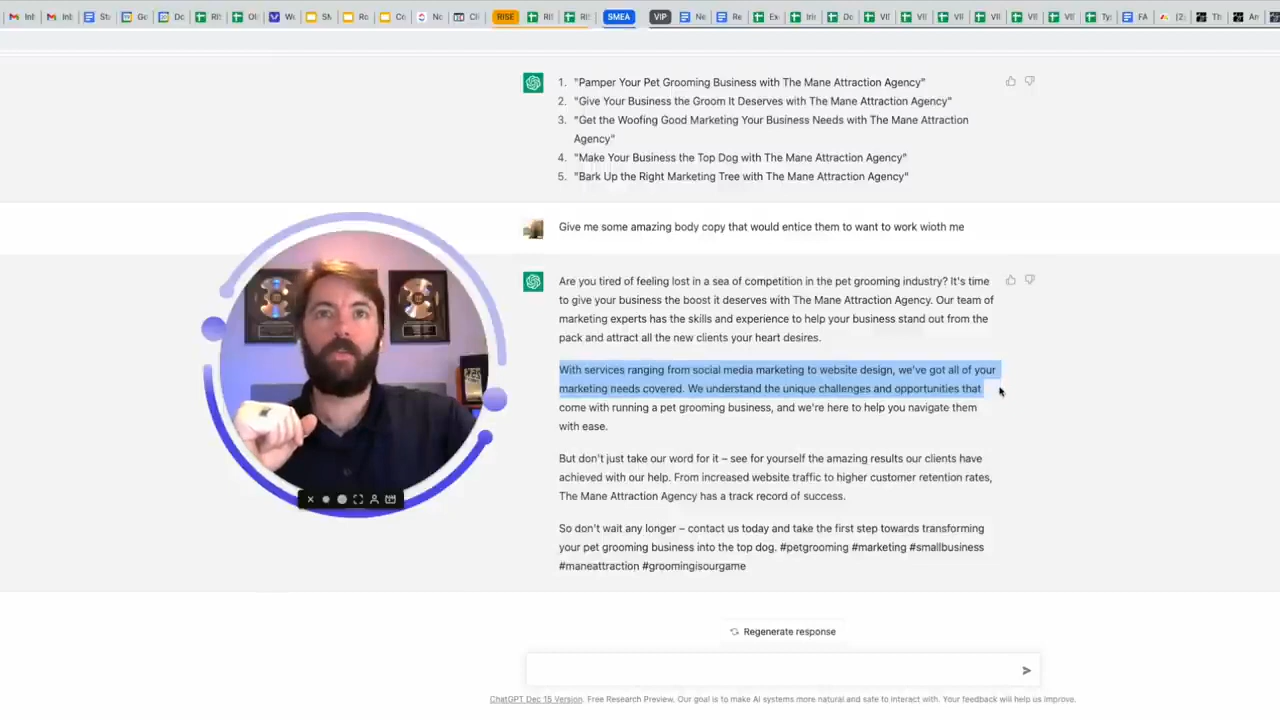 RISE
SMEA
VIP
1. "Pamper Your Pet Grooming Business with The Mane Attraction Agency"
2. "Give Your Business the Groom It Deserves with The Mane Attraction Agency"
3. "Get the Woofing Good Marketing Your Business Needs with The Mane Attraction
Agency"
4. "Make Your Business the Top Dog with The Mane Attraction Agency"
5. "Bark Up the Right Marketing Tree with The Mane Attraction Agency"
Give me some amazing body copy that would entice them to want to work wioth me
Are you tired of feeling lost in a sea of competition in the pet grooming industry? It's time
to give your business the boost it deserves with The Mane Attraction Agency. Our team of
marketing experts has the skills and experience to help your business stand out from the
pack and attract all the new clients your heart desires.
With services ranging from social media marketing to website design, we've got all of your
marketing needs covered. We understand the unique challenges and opportunities that
come with running a pet grooming business, and we're here to help you navigate them
with ease.
But don't just take our word for it – see for yourself the amazing results our clients have
achieved with our help. From increased website traffic to higher customer retention rates,
The Mane Attraction Agency has a track record of success.
So don't wait any longer – contact us today and take the first step towards transforming
your pet grooming business into the top dog. #petgrooming #marketing #smallbusiness
#maneattraction #groomingisourgame
Regenerate response
ChatGPT Dec 15 Version. Free Research Preview. Our goal is to make AI systems more natural and safe to interact with. Your feedback will help us improve.